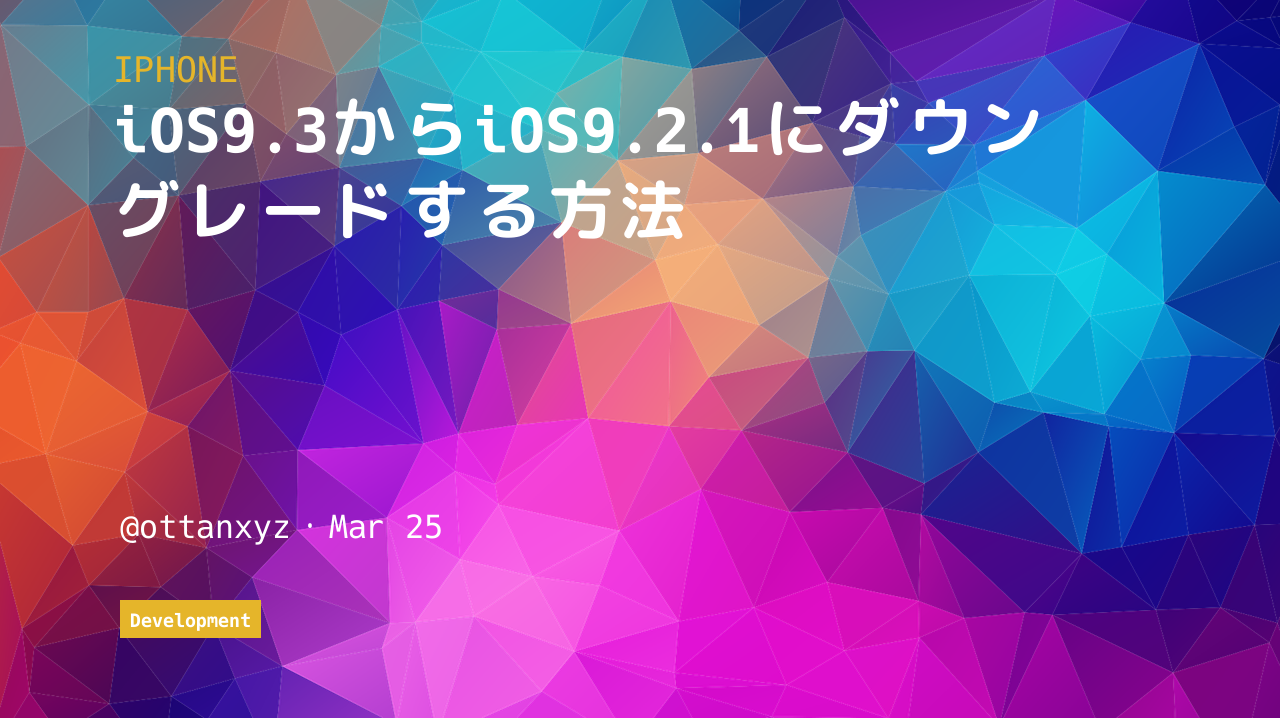 IPHONE
iOS9.3からiOS9.2.1にダウン
グレードする方法
@ottanxyz · Mar 25
Development